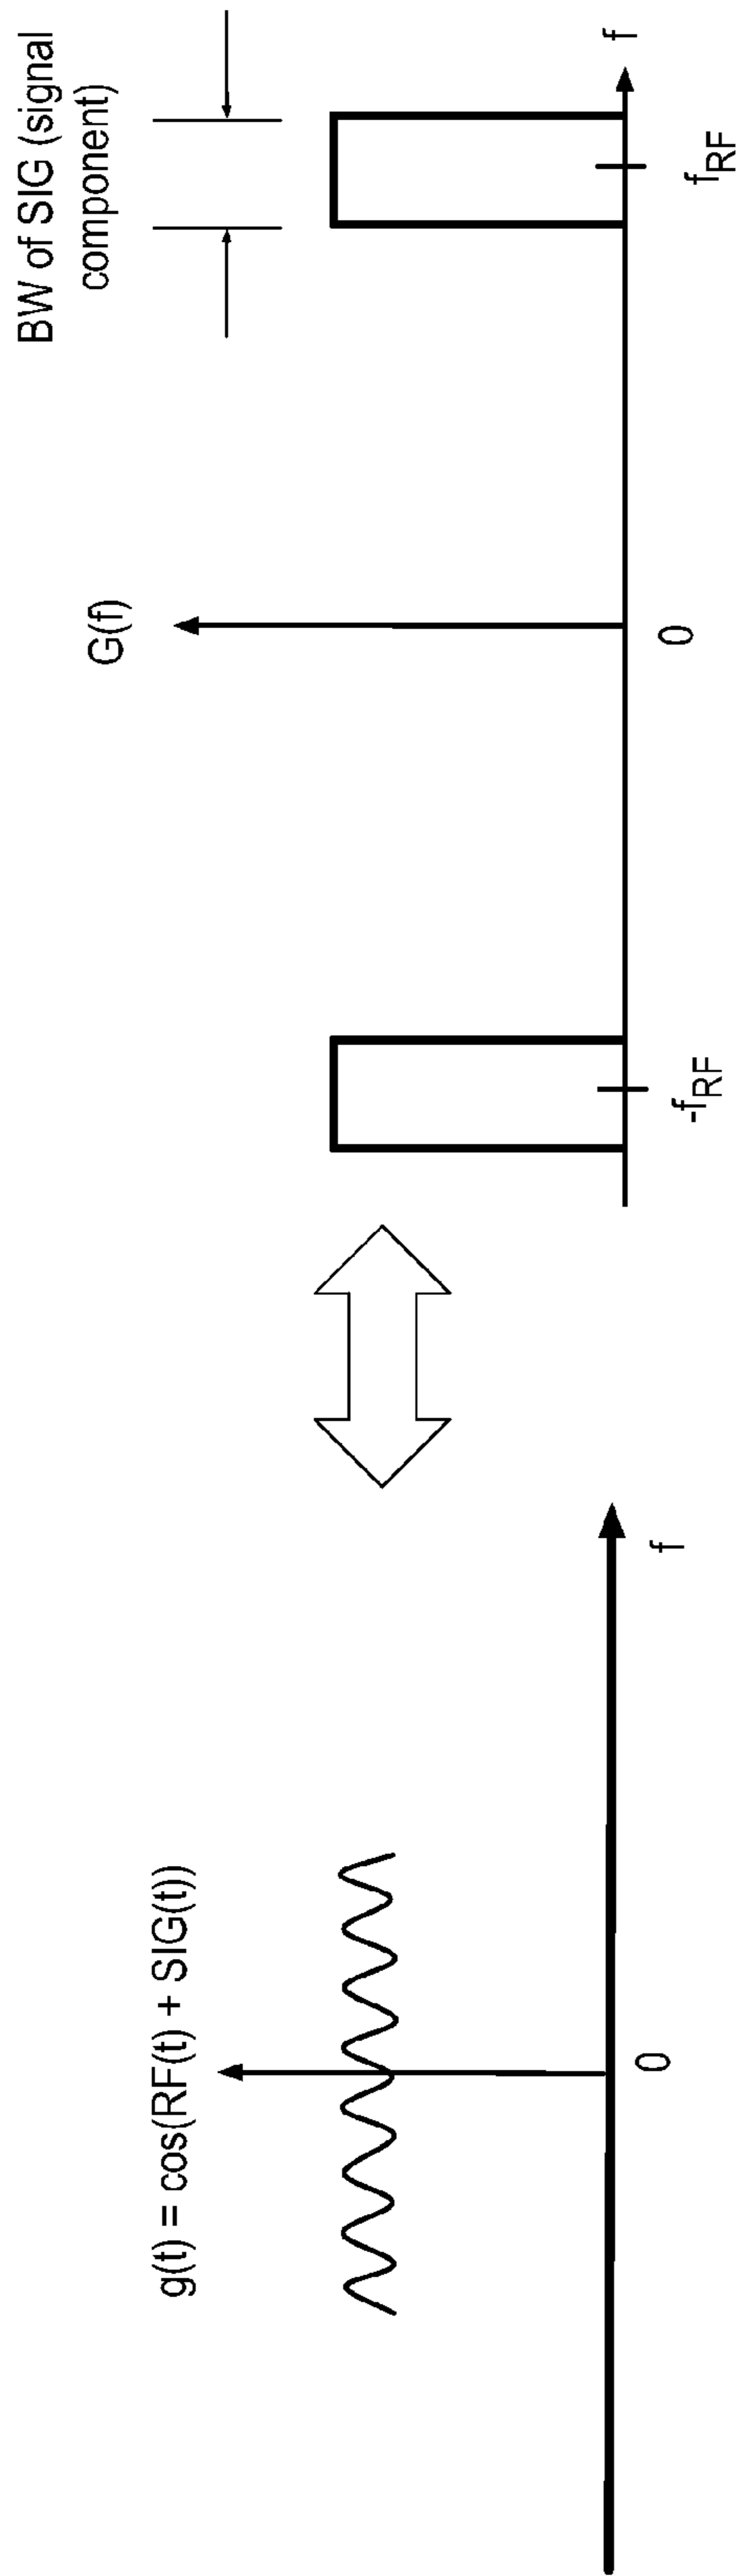 g(t) = cos(RF(t) + SIG(t))
0
f
G(f)
BW of SIG (signal
component)
-f_RF
0
f_RF
f